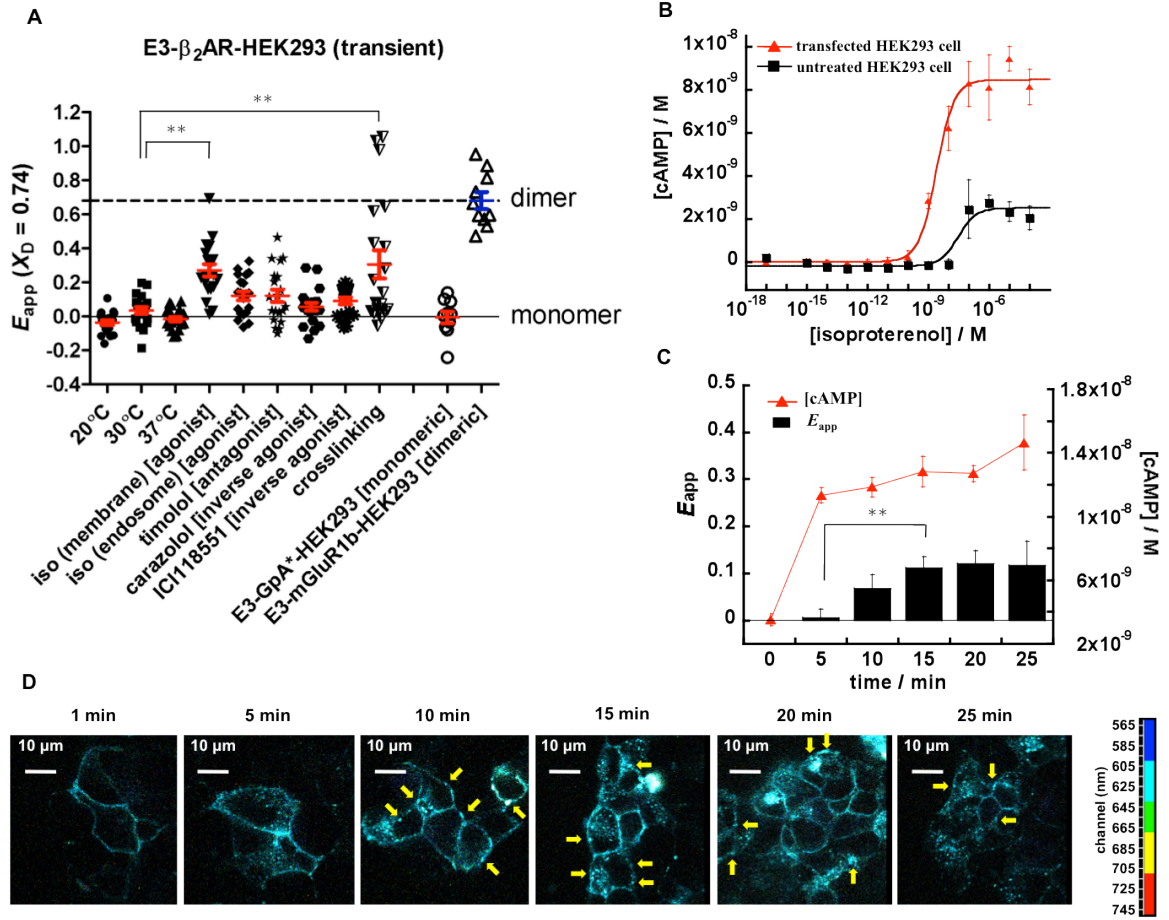 A
E3-β2AR-HEK293 (transient)
Eapp (XD = 0.74)
1.2
1.0
0.8
0.6
0.4
0.2
0.0
-0.2
-0.4
**
**
dimer
monomer
20°C
30°C
37°C
iso (membrane) [agonist]
iso (endosome) [agonist]
timolol [antagonist]
carazolol [inverse agonist]
ICI118551 [inverse agonist]
crosslinking
E3-GpA*-HEK293 [monomeric]
E3-mGluR1b-HEK293 [dimeric]
B
transfected HEK293 cell
untreated HEK293 cell
[cAMP] / M
1x10-8
8x10-9
6x10-9
4x10-9
2x10-9
0
10-18
10-15
10-12
10-9
10-6
[isoproterenol] / M
C
[cAMP]
Eapp
Eapp
0.5
0.4
0.3
0.2
0.1
0
**
1.8x10-8
1.4x10-8
1x10-8
6x10-9
2x10-9
[cAMP] / M
0
5
10
15
20
25
time / min
D
1 min
5 min
10 min
15 min
20 min
25 min
10 µm
10 µm
10 µm
10 µm
10 µm
10 µm
channel (nm)
565
585
605
625
645
665
685
705
725
745